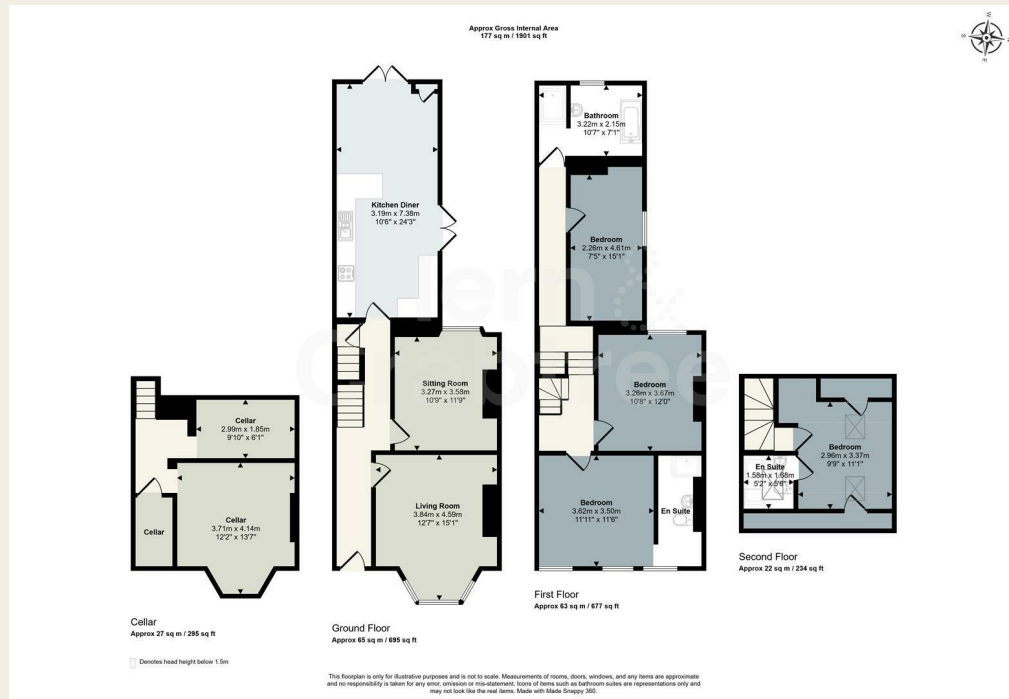 Approx Gross Internal Area
177 sq m / 1901 sq ft
W
S
N
E
Bathroom
3.22m x 2.15m
10'7" x 7'1"
Kitchen Diner
3.19m x 7.38m
10'6" x 24'3"
Bedroom
2.26m x 4.61m
7'5" x 15'1"
Sitting Room
3.27m x 3.58m
10'9" x 11'9"
Bedroom
3.26m x 3.67m
10'8" x 12'0"
Cellar
2.99m x 1.85m
9'10" x 6'1"
Bedroom
2.96m x 3.37m
9'9" x 11'1"
En Suite
1.58m x 1.68m
5'2" x 5'6"
Living Room
3.84m x 4.59m
12'7" x 15'1"
Bedroom
3.62m x 3.50m
11'11" x 11'6"
En Suite
Cellar
3.71m x 4.14m
12'2" x 13'7"
Cellar
Second Floor
Approx 22 sq m / 234 sq ft
First Floor
Approx 63 sq m / 677 sq ft
Cellar
Approx 27 sq m / 295 sq ft
Ground Floor
Approx 65 sq m / 695 sq ft
Denotes head height below 1.5m
This floorplan is only for illustrative purposes and is not to scale. Measurements of rooms, doors, windows, and any items are approximate
and no responsibility is taken for any error, omission or mis-statement. Icons of items such as bathroom suites are representations only and
may not look like the real items. Made with Made Snappy 360.